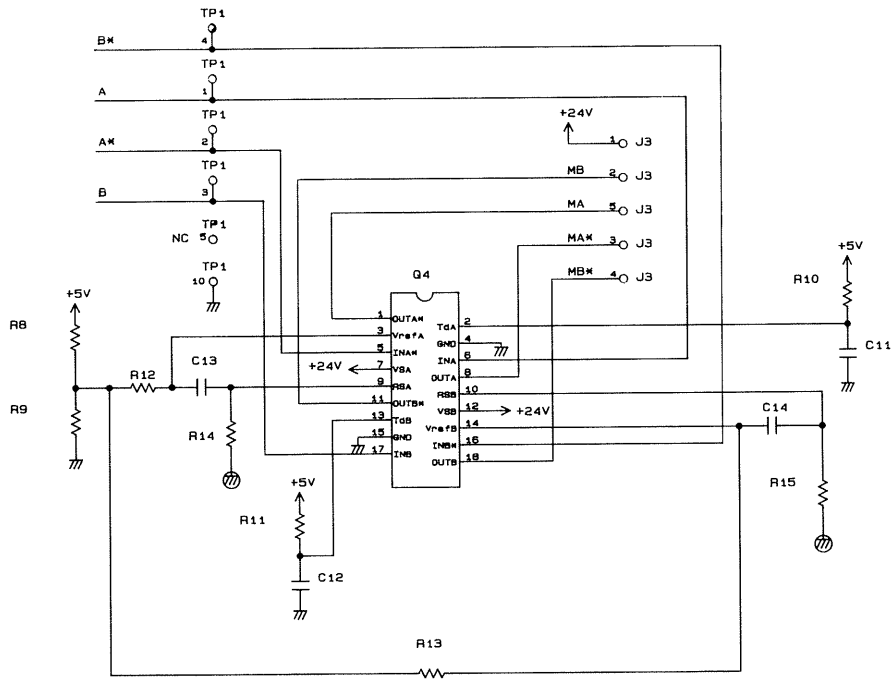 TP1
B* 4
TP1
A 1
TP1
A* 2
TP1
B 3
TP1
NC 5
TP1
10
+24V
1 J3
MB 2 J3
MA 5 J3
MA* 3 J3
MB* 4 J3
Q4
1 OUTA*
3 VrefA
5 INA*
+24V 7 VSA
9 RSA
11 OUTB*
13 TdB
15 GND
17 INB
TdA 2
GND 4
INA 6
OUTA 8
RSB 10
VSB 12 +24V
VrefB 14
INB* 16
OUTB 18
+5V
R10
C11
+5V
R8
R9
R12
C13
R14
C14
R15
+5V
R11
C12
R13